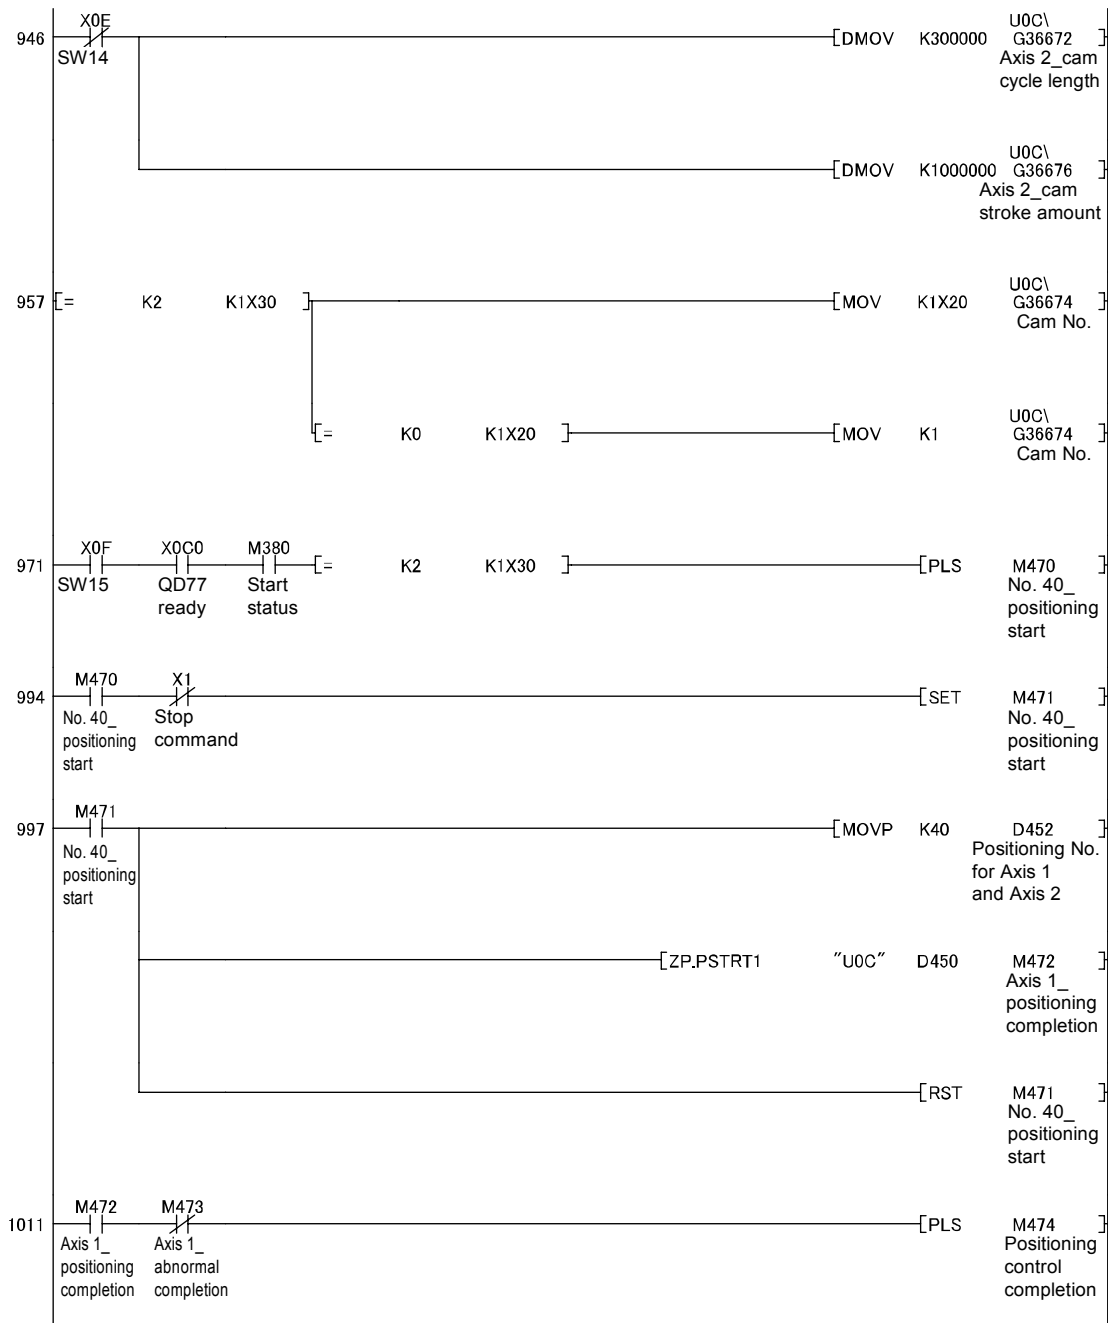 X0E
U0C\
946
[DMOV K300000 G36672 ]
SW14
Axis 2_cam
cycle length
U0C\
[DMOV K1000000 G36676 ]
Axis 2_cam
stroke amount
U0C\
957 [= K2 K1X30 ] [MOV K1X20 G36674 ]
Cam No.
U0C\
[= K0 K1X20 ] [MOV K1 G36674 ]
Cam No.
X0F X0C0 M380
971 [= K2 K1X30 ] [PLS M470 ]
SW15 QD77 Start No. 40_
ready status positioning
start
M470 X1
994 [SET M471 ]
No. 40_ Stop No. 40_
positioning command positioning
start start
M471
997 [MOVP K40 D452 ]
No. 40_ Positioning No.
positioning for Axis 1
start and Axis 2
[ZP.PSTRT1 "U0C" D450 M472 ]
Axis 1_
positioning
completion
[RST M471 ]
No. 40_
positioning
start
M472 M473
1011 [PLS M474 ]
Axis 1_ Axis 1_ Positioning
positioning abnormal control
completion completion completion